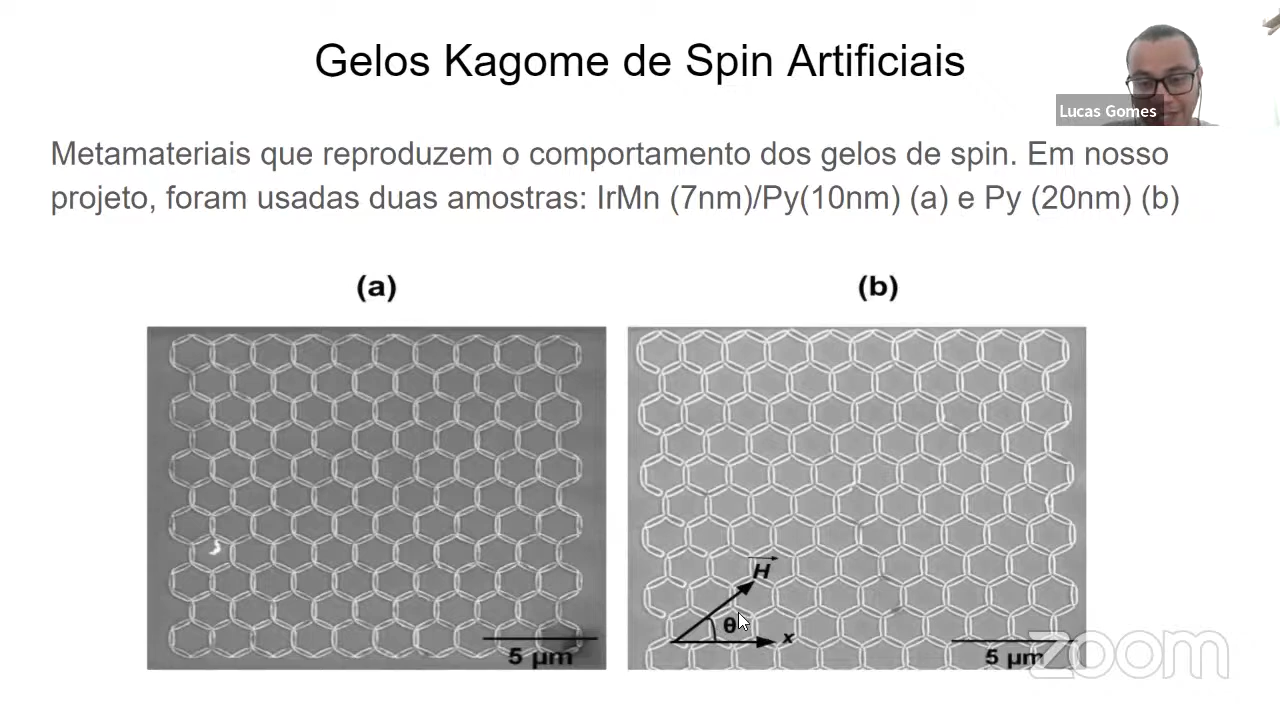 Gelos Kagome de Spin Artificiais
Lucas Gomes
Metamateriais que reproduzem o comportamento dos gelos de spin. Em nosso
projeto, foram usadas duas amostras: IrMn (7nm)/Py(10nm) (a) e Py (20nm) (b)
(a)
(b)
H
θ
x
5 μm
5 μm
zoom